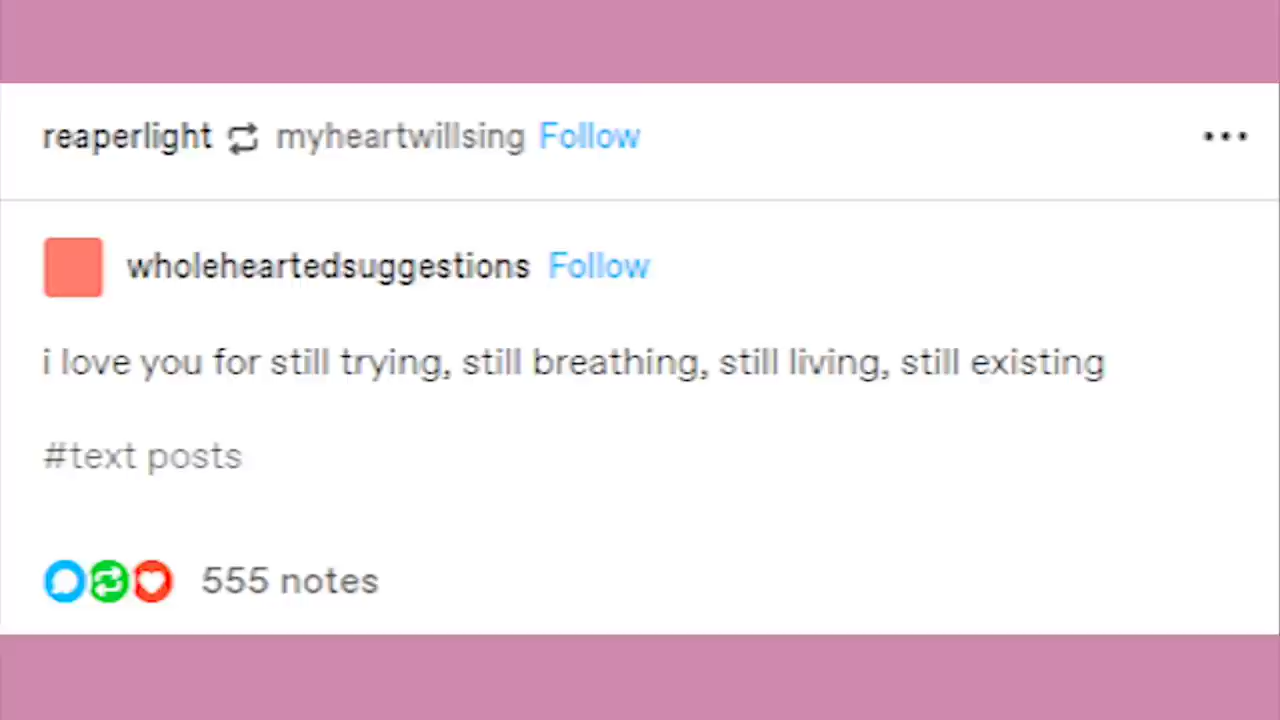 reaperlight myheartwillsing Follow
wholeheartedsuggestions Follow
i love you for still trying, still breathing, still living, still existing
#text posts
555 notes